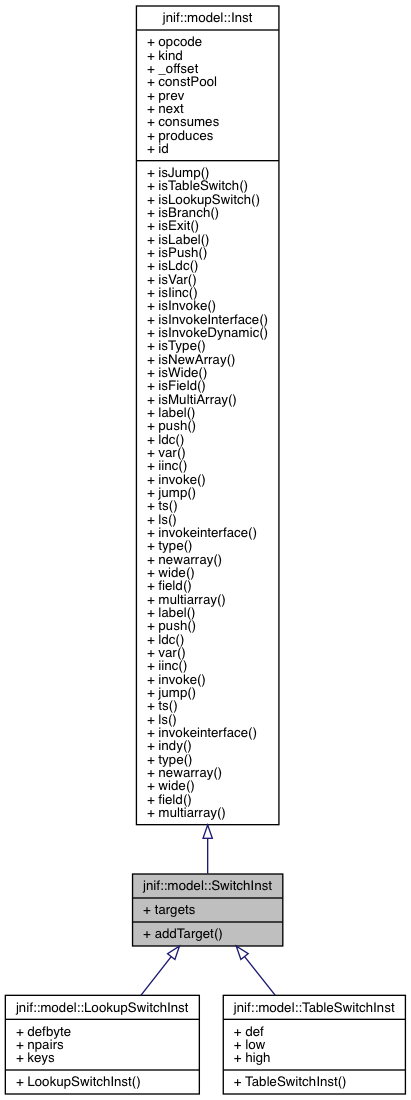 jnif::model::Inst
+ opcode
+ kind
+ _offset
+ constPool
+ prev
+ next
+ consumes
+ produces
+ id
+ isJump()
+ isTableSwitch()
+ isLookupSwitch()
+ isBranch()
+ isExit()
+ isLabel()
+ isPush()
+ isLdc()
+ isVar()
+ isIinc()
+ isInvoke()
+ isInvokeInterface()
+ isInvokeDynamic()
+ isType()
+ isNewArray()
+ isWide()
+ isField()
+ isMultiArray()
+ label()
+ push()
+ ldc()
+ var()
+ iinc()
+ invoke()
+ jump()
+ ts()
+ ls()
+ invokeinterface()
+ type()
+ newarray()
+ wide()
+ field()
+ multiarray()
+ label()
+ push()
+ ldc()
+ var()
+ iinc()
+ invoke()
+ jump()
+ ts()
+ ls()
+ invokeinterface()
+ indy()
+ type()
+ newarray()
+ wide()
+ field()
+ multiarray()
jnif::model::SwitchInst
+ targets
+ addTarget()
jnif::model::LookupSwitchInst
+ defbyte
+ npairs
+ keys
+ LookupSwitchInst()
jnif::model::TableSwitchInst
+ def
+ low
+ high
+ TableSwitchInst()